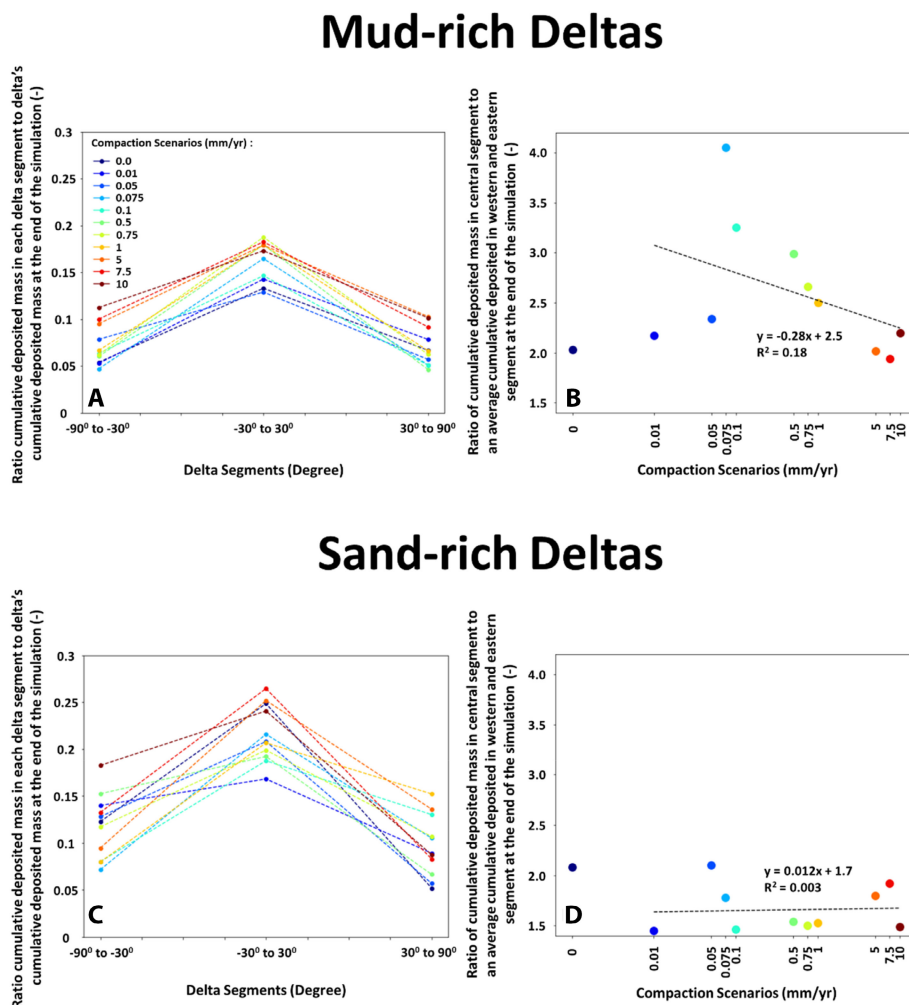 Mud-rich Deltas
Ratio cumulative deposited mass in each delta segment to delta's
cumulative deposited mass at the end of the simulation (-)
0.3
0.25
0.2
0.15
0.1
0.05
0
Compaction Scenarios (mm/yr) :
0.0
0.01
0.05
0.075
0.1
0.5
0.75
1
5
7.5
10
A
-90⁰ to -30⁰
-30⁰ to 30⁰
30⁰ to 90⁰
Delta Segments (Degree)
Ratio of cumulative deposited mass in central segment to
an average cumulative deposited in western and eastern
segment at the end of the simulation (-)
4.0
3.5
3.0
2.5
2.0
1.5
y = -0.28x + 2.5
R² = 0.18
B
0
0.01
0.05
0.075
0.1
0.5
0.75
1
5
7.5
10
Compaction Scenarios (mm/yr)
Sand-rich Deltas
Ratio cumulative deposited mass in each delta segment to delta's
cumulative deposited mass at the end of the simulation (-)
0.3
0.25
0.2
0.15
0.1
0.05
0
C
-90⁰ to -30⁰
-30⁰ to 30⁰
30⁰ to 90⁰
Delta Segments (Degree)
Ratio of cumulative deposited mass in central segment to
an average cumulative deposited in western and eastern
segment at the end of the simulation (-)
4.0
3.5
3.0
2.5
2.0
1.5
y = 0.012x + 1.7
R² = 0.003
D
0
0.01
0.05
0.075
0.1
0.5
0.75
1
5
7.5
10
Compaction Scenarios (mm/yr)